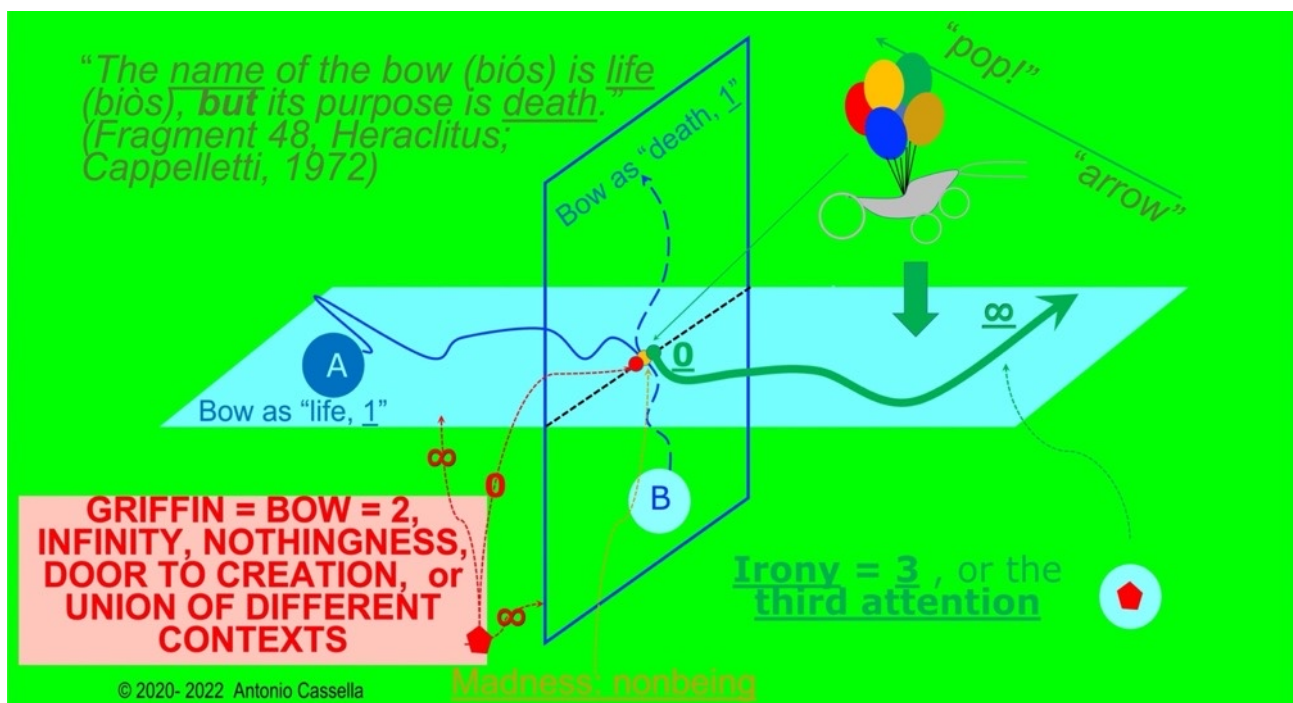 “The name of the bow (biós) is life
(biòs), but its purpose is death.”
(Fragment 48, Heraclitus;
Cappelletti, 1972)
Bow as “death, 1”
“pop!”
“arrow”
A
Bow as “life, 1”
0
∞
∞
0
∞
B
GRIFFIN = BOW = 2,
INFINITY, NOTHINGNESS,
DOOR TO CREATION, or
UNION OF DIFFERENT
CONTEXTS
Irony = 3 , or the
third attention
Madness: nonbeing
© 2020- 2022 Antonio Cassella